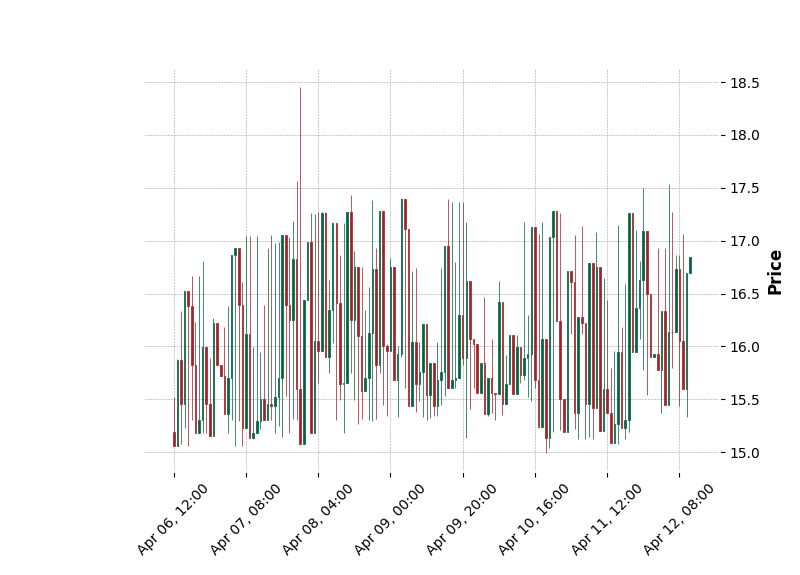 18.5
18.0
17.5
17.0
16.5
16.0
15.5
15.0
Price
Apr 06, 12:00
Apr 07, 08:00
Apr 08, 04:00
Apr 09, 00:00
Apr 09, 20:00
Apr 10, 16:00
Apr 11, 12:00
Apr 12, 08:00